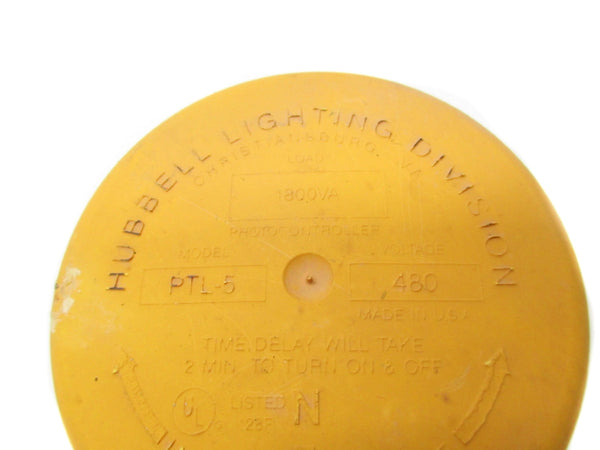 HUBBELL LIGHTING DIVISION
CHRISTIANSBURG, VA
LOAD
1800VA
PHOTOCONTROLLER
MODEL
PTL-5
VOLTAGE
480
MADE IN U.S.A.
TIME DELAY WILL TAKE
2 MIN. TO TURN ON & OFF
UL
LISTED
N